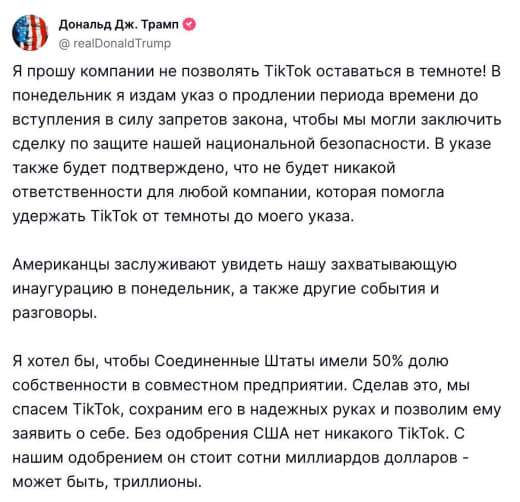 Дональд Дж. Трамп
@ realDonaldTrump
Я прошу компании не позволять TikTok оставаться в темноте! В
понедельник я издам указ о продлении периода времени до
вступления в силу запретов закона, чтобы мы могли заключить
сделку по защите нашей национальной безопасности. В указе
также будет подтверждено, что не будет никакой
ответственности для любой компании, которая помогла
удержать TikTok от темноты до моего указа.
Американцы заслуживают увидеть нашу захватывающую
инаугурацию в понедельник, а также другие события и
разговоры.
Я хотел бы, чтобы Соединенные Штаты имели 50% долю
собственности в совместном предприятии. Сделав это, мы
спасем TikTok, сохраним его в надежных руках и позволим ему
заявить о себе. Без одобрения США нет никакого TikTok. С
нашим одобрением он стоит сотни миллиардов долларов -
может быть, триллионы.